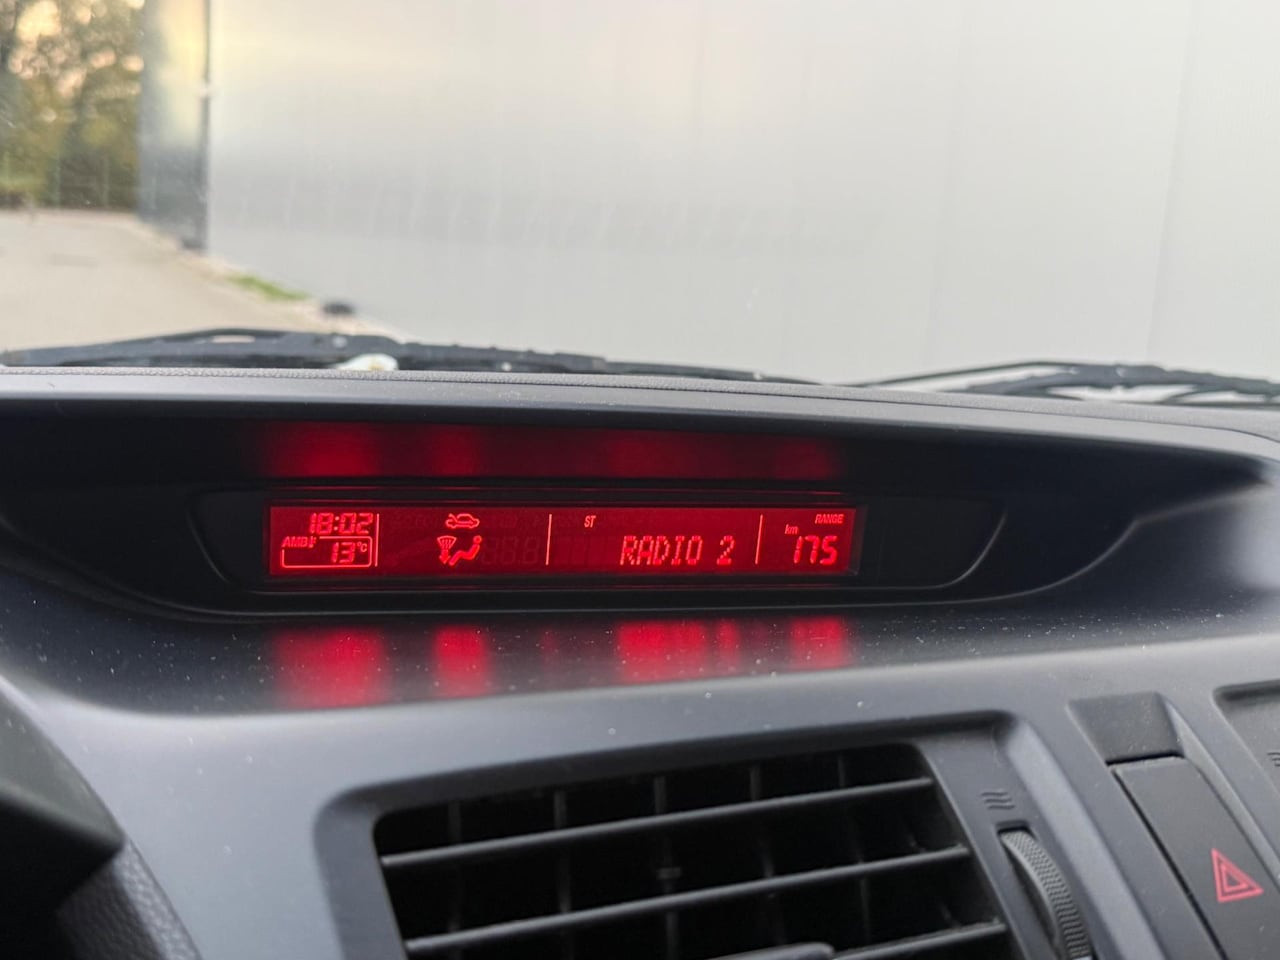 18:02
AMB 13°C
ST
RADIO 2
RANGE
km 175